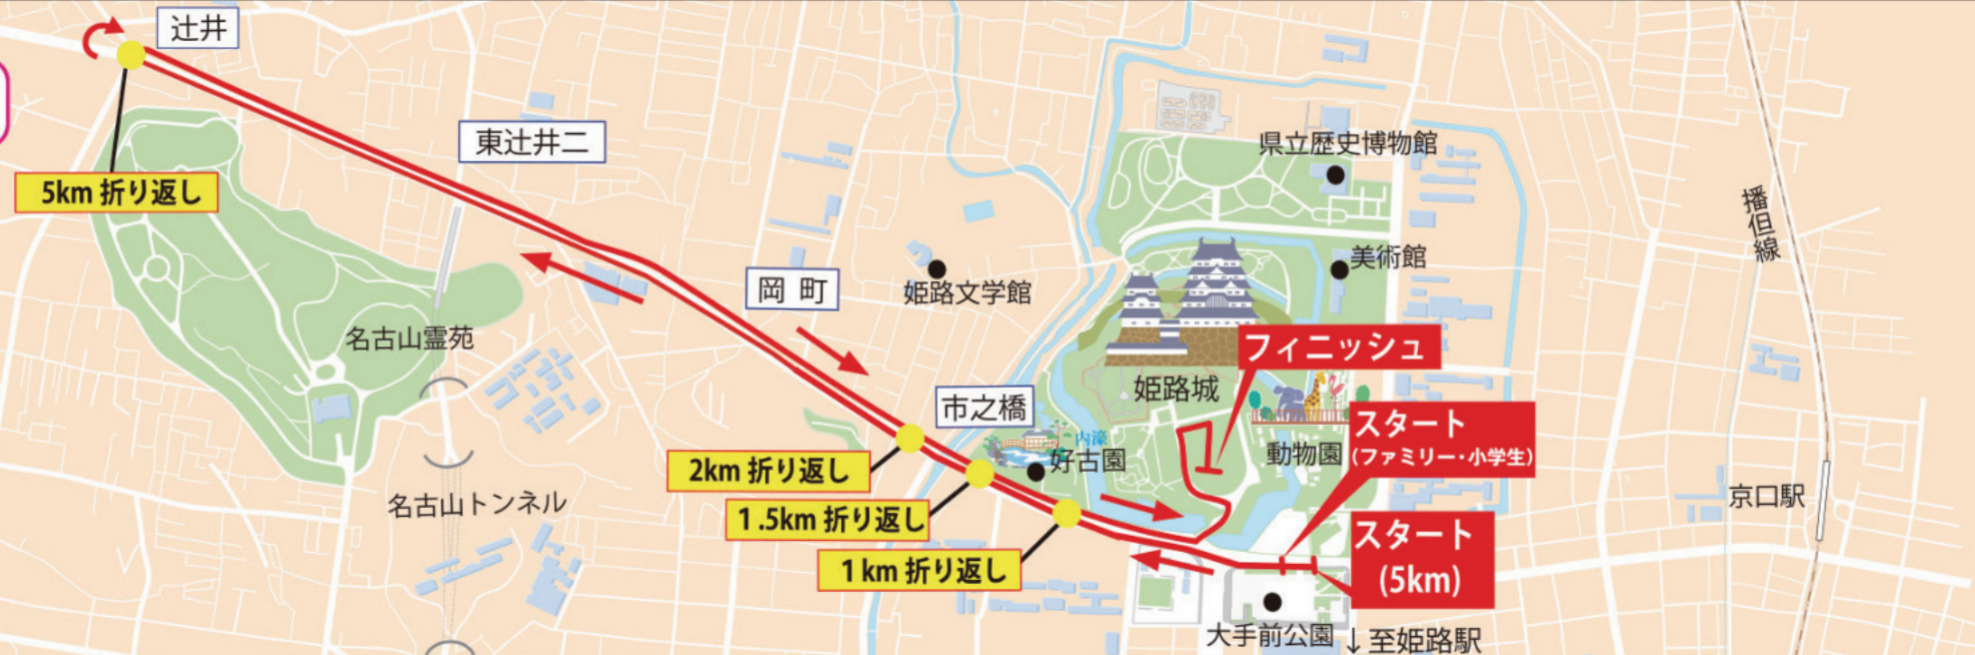 辻井
東辻井二
県立歴史博物館
5km 折り返し
播但線
美術館
岡 町
姫路文学館
名古山霊苑
フィニッシュ
姫路城
市之橋
スタート
(ファミリー・小学生)
内濠
好古園
動物園
2km 折り返し
名古山トンネル
京口駅
1.5km 折り返し
スタート
(5km)
1km 折り返し
大手前公園
↓至姫路駅